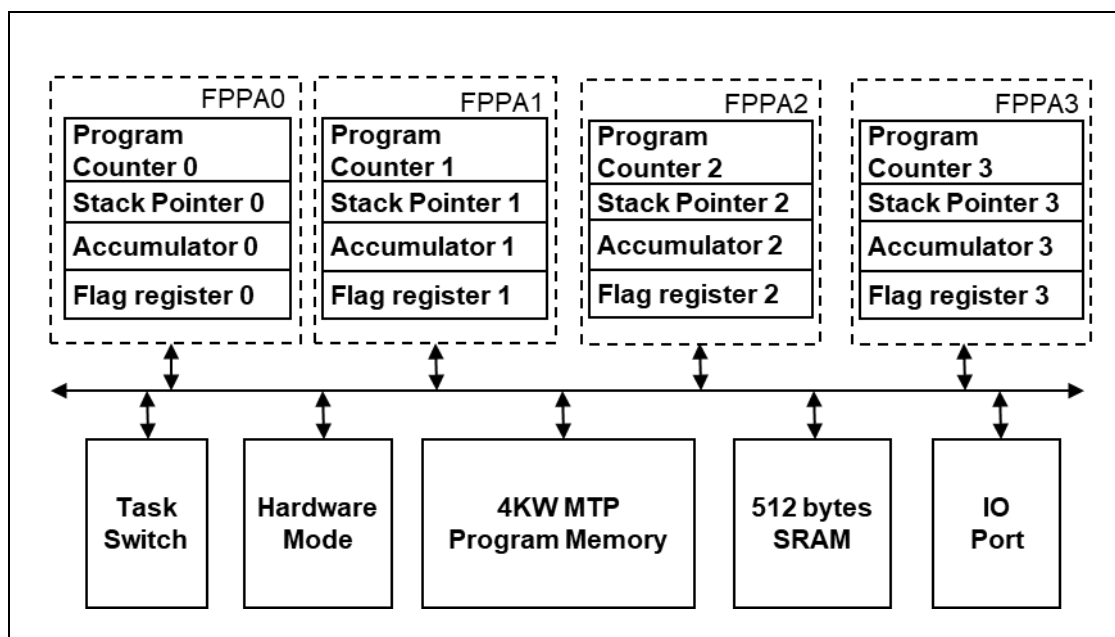 FPPA0
Program
Counter 0
Stack Pointer 0
Accumulator 0
Flag register 0
FPPA1
Program
Counter 1
Stack Pointer 1
Accumulator 1
Flag register 1
FPPA2
Program
Counter 2
Stack Pointer 2
Accumulator 2
Flag register 2
FPPA3
Program
Counter 3
Stack Pointer 3
Accumulator 3
Flag register 3
Task
Switch
Hardware
Mode
4KW MTP
Program Memory
512 bytes
SRAM
IO
Port